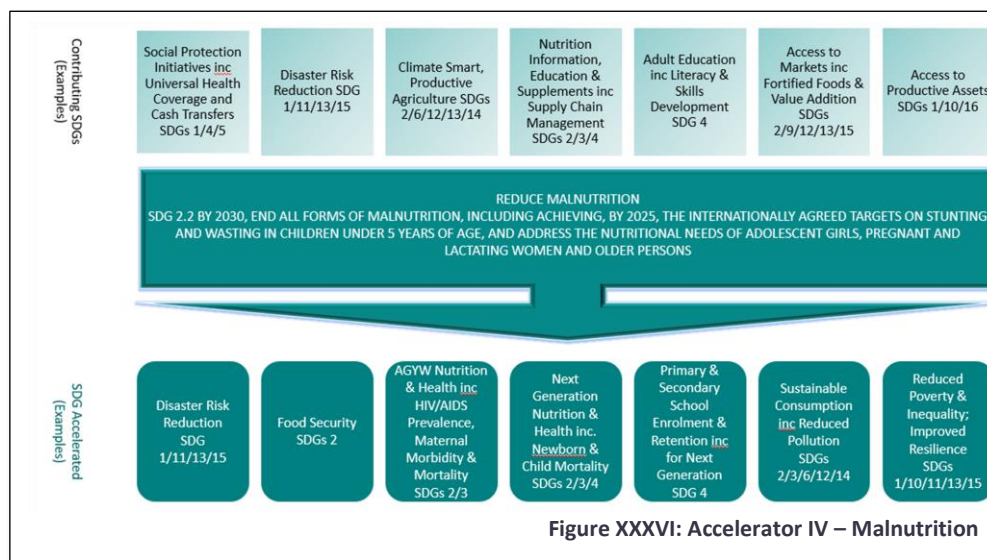 Contributing SDGs
(Examples)
Social Protection
Initiatives inc
Universal Health
Coverage and
Cash Transfers
SDGs 1/4/5
Disaster Risk
Reduction SDG
1/11/13/15
Climate Smart,
Productive
Agriculture SDGs
2/6/12/13/14
Nutrition
Information,
Education &
Supplements inc
Supply Chain
Management
SDGs 2/3/4
Adult Education
inc Literacy &
Skills
Development
SDG 4
Access to
Markets inc
Fortified Foods &
Value Addition
SDGs
2/9/12/13/15
Access to
Productive Assets
SDGs 1/10/16
REDUCE MALNUTRITION
SDG 2.2 BY 2030, END ALL FORMS OF MALNUTRITION, INCLUDING ACHIEVING, BY 2025, THE INTERNATIONALLY AGREED TARGETS ON STUNTING
AND WASTING IN CHILDREN UNDER 5 YEARS OF AGE, AND ADDRESS THE NUTRITIONAL NEEDS OF ADOLESCENT GIRLS, PREGNANT AND
LACTATING WOMEN AND OLDER PERSONS
SDG Accelerated
(Examples)
Disaster Risk
Reduction
SDG
1/11/13/15
Food Security
SDGs 2
AGYW Nutrition
& Health inc
HIV/AIDS
Prevalence,
Maternal
Morbidity &
Mortality
SDGs 2/3
Next
Generation
Nutrition &
Health inc.
Newborn &
Child Mortality
SDGs 2/3/4
Primary &
Secondary
School
Enrolment &
Retention inc
for Next
Generation
SDG 4
Sustainable
Consumption
inc Reduced
Pollution
SDGs
2/3/6/12/14
Reduced
Poverty &
Inequality;
Improved
Resilience
SDGs
1/10/11/13/15
Figure XXXVI: Accelerator IV – Malnutrition